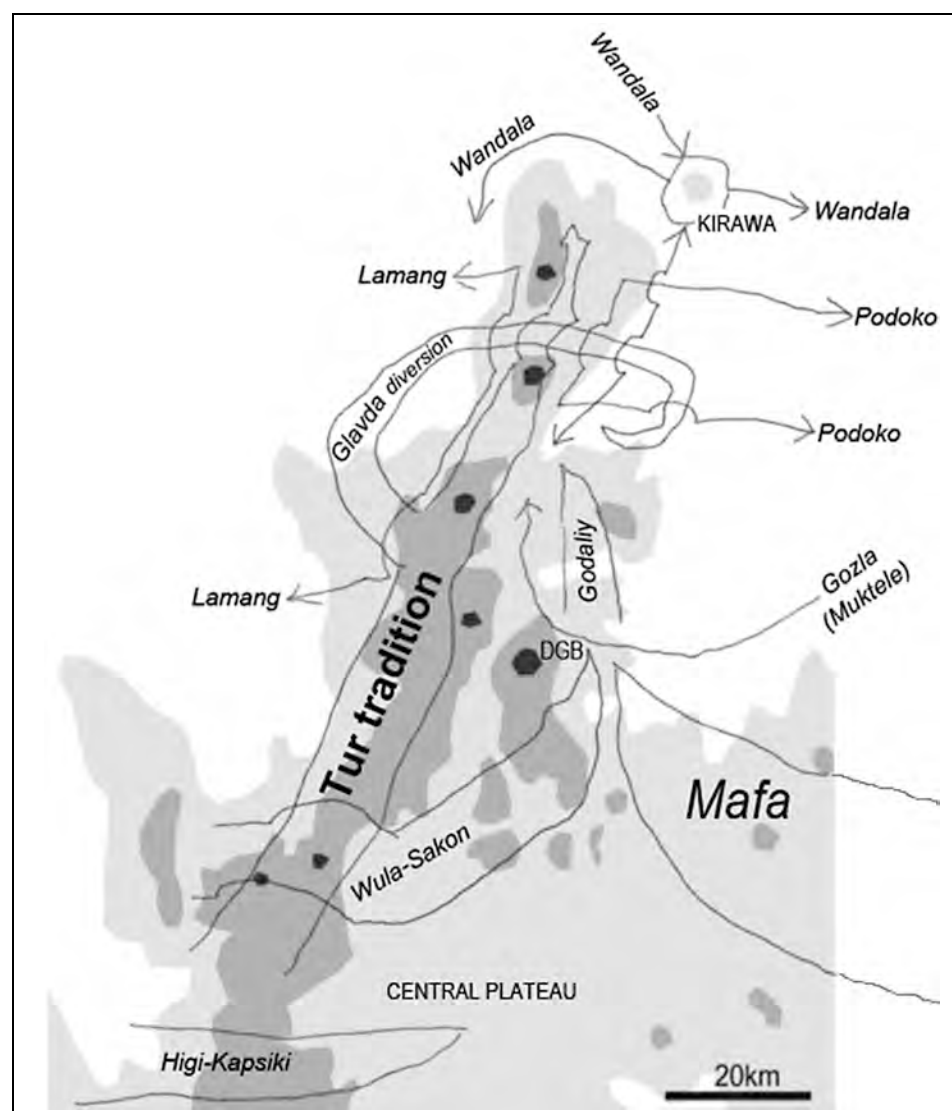 Wandala
Wandala
Wandala
KIRAWA
Lamang
Podoko
Glavda diversion
Podoko
Godaliy
Gozla
(Muktele)
Lamang
DGB
Tur tradition
Mafa
Wula-Sakon
CENTRAL PLATEAU
Higi-Kapsiki
20km